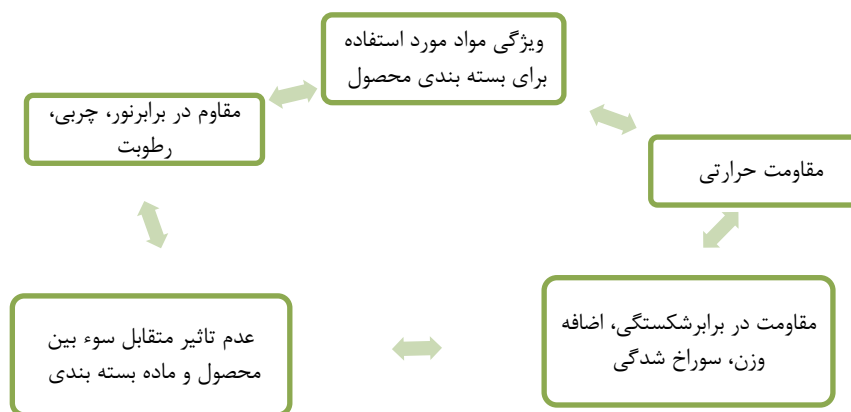 ویژگی مواد مورد استفاده
برای بسته بندی محصول
مقاومت حرارتی
مقاومت در برابرشکستگی، اضافه
وزن، سوراخ شدگی
عدم تاثیر متقابل سوء بین
محصول و ماده بسته بندی
مقاوم در برابرنور، چربی،
رطوبت